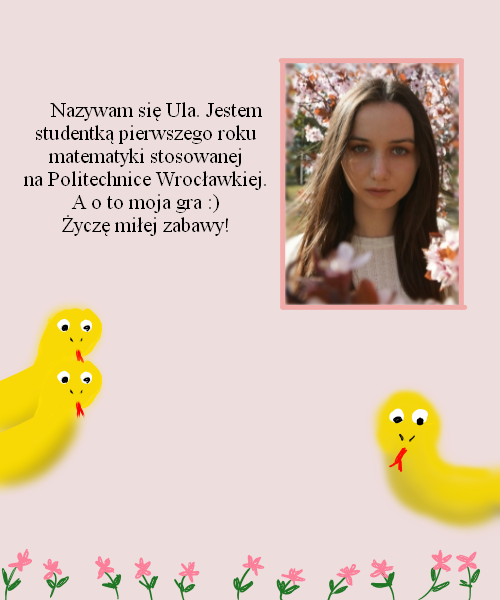 Nazywam się Ula. Jestem
studentką pierwszego roku
matematyki stosowanej
na Politechnice Wrocławkiej.
A o to moja gra :)
Życzę miłej zabawy!